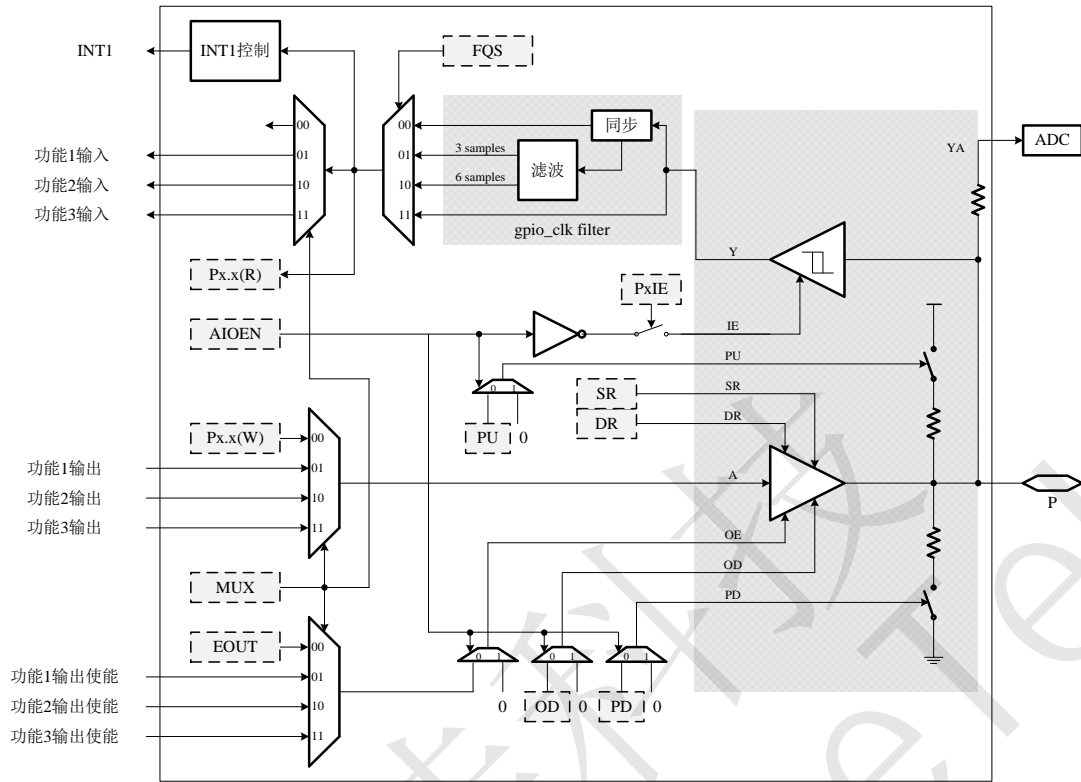 INT1
INT1控制
FQS
00
01
10
11
功能1输入
功能2输入
功能3输入
00
01
10
11
3 samples
6 samples
同步
滤波
gpio_clk filter
YA
ADC
Y
Px.x(R)
PxIE
AIOEN
IE
PU
0 1
PU
0
SR
SR
DR
DR
Px.x(W)
00
01
10
11
功能1输出
功能2输出
功能3输出
A
P
OE
OD
PD
MUX
EOUT
00
01
10
11
功能1输出使能
功能2输出使能
功能3输出使能
0 1
0
0 1
OD
0
0 1
PD
0
科技